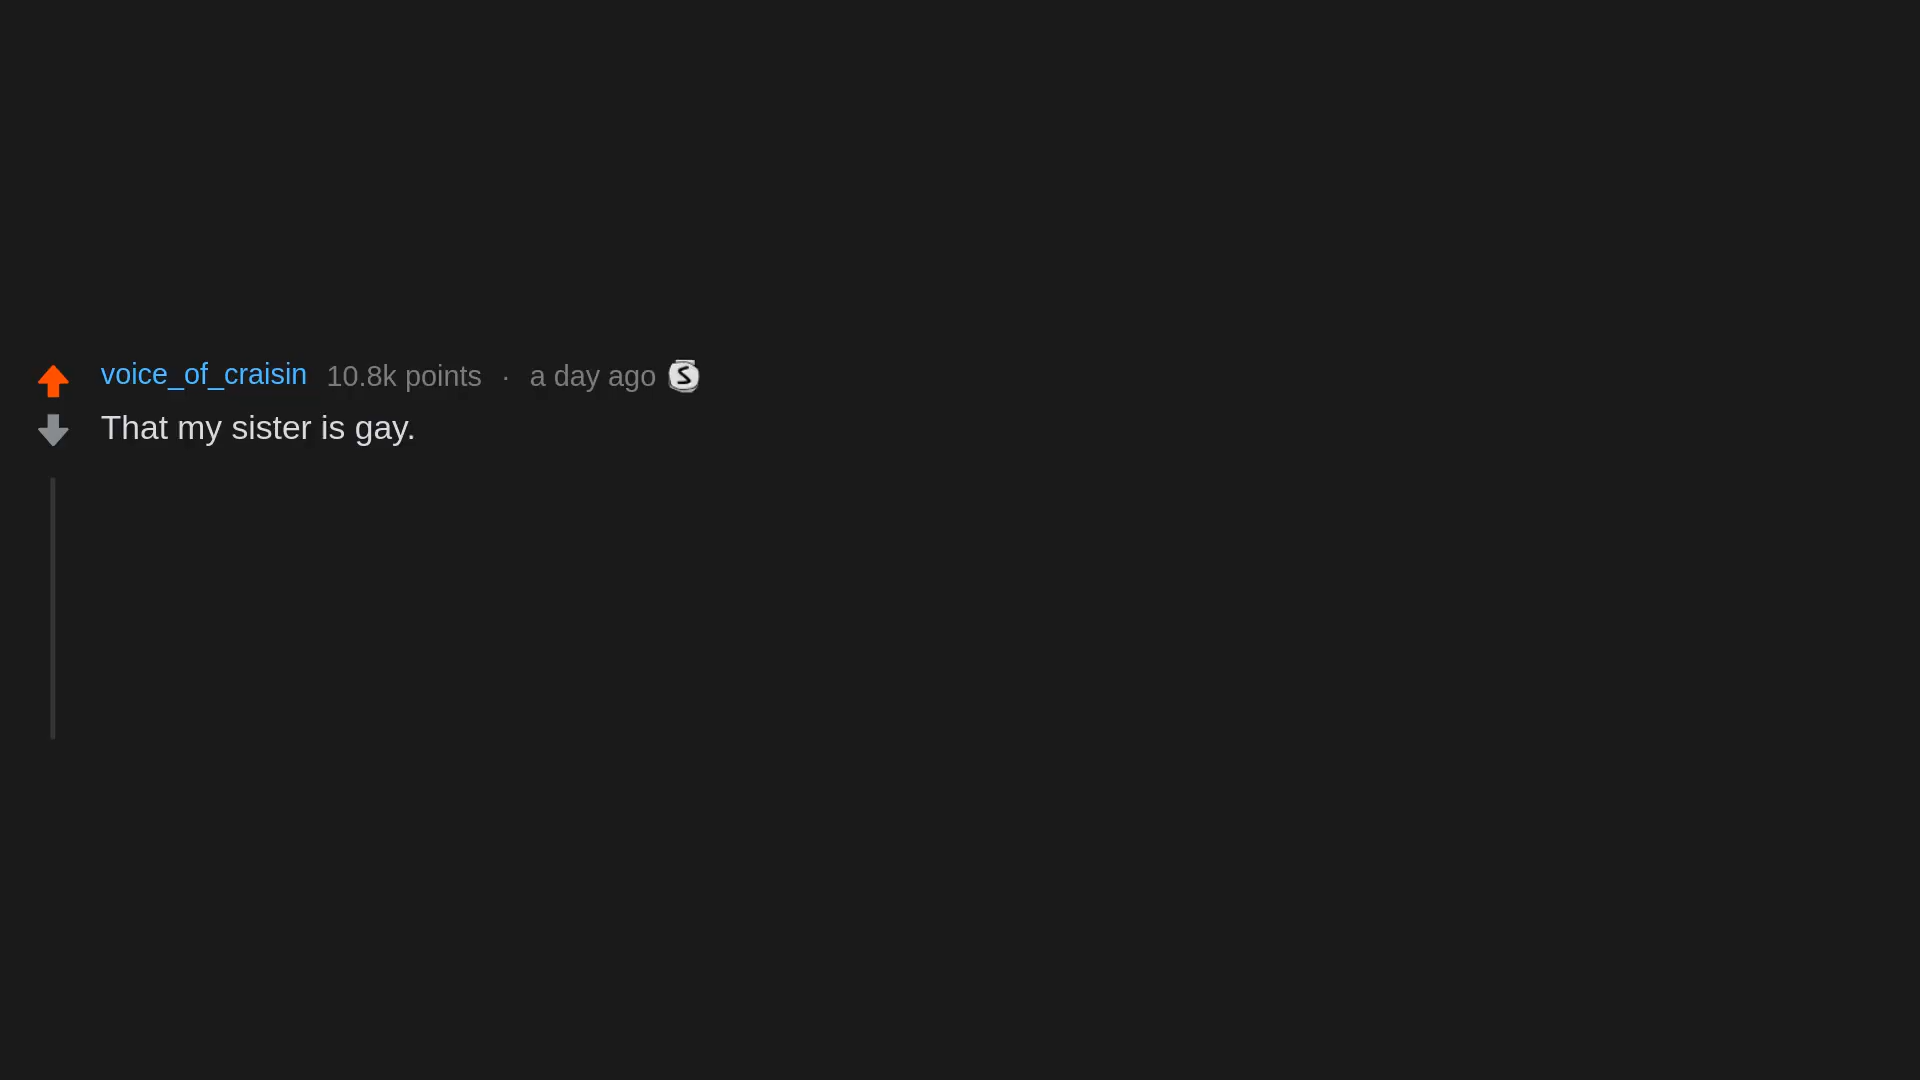 voice_of_craisin 10.8k points · a day ago S
That my sister is gay.